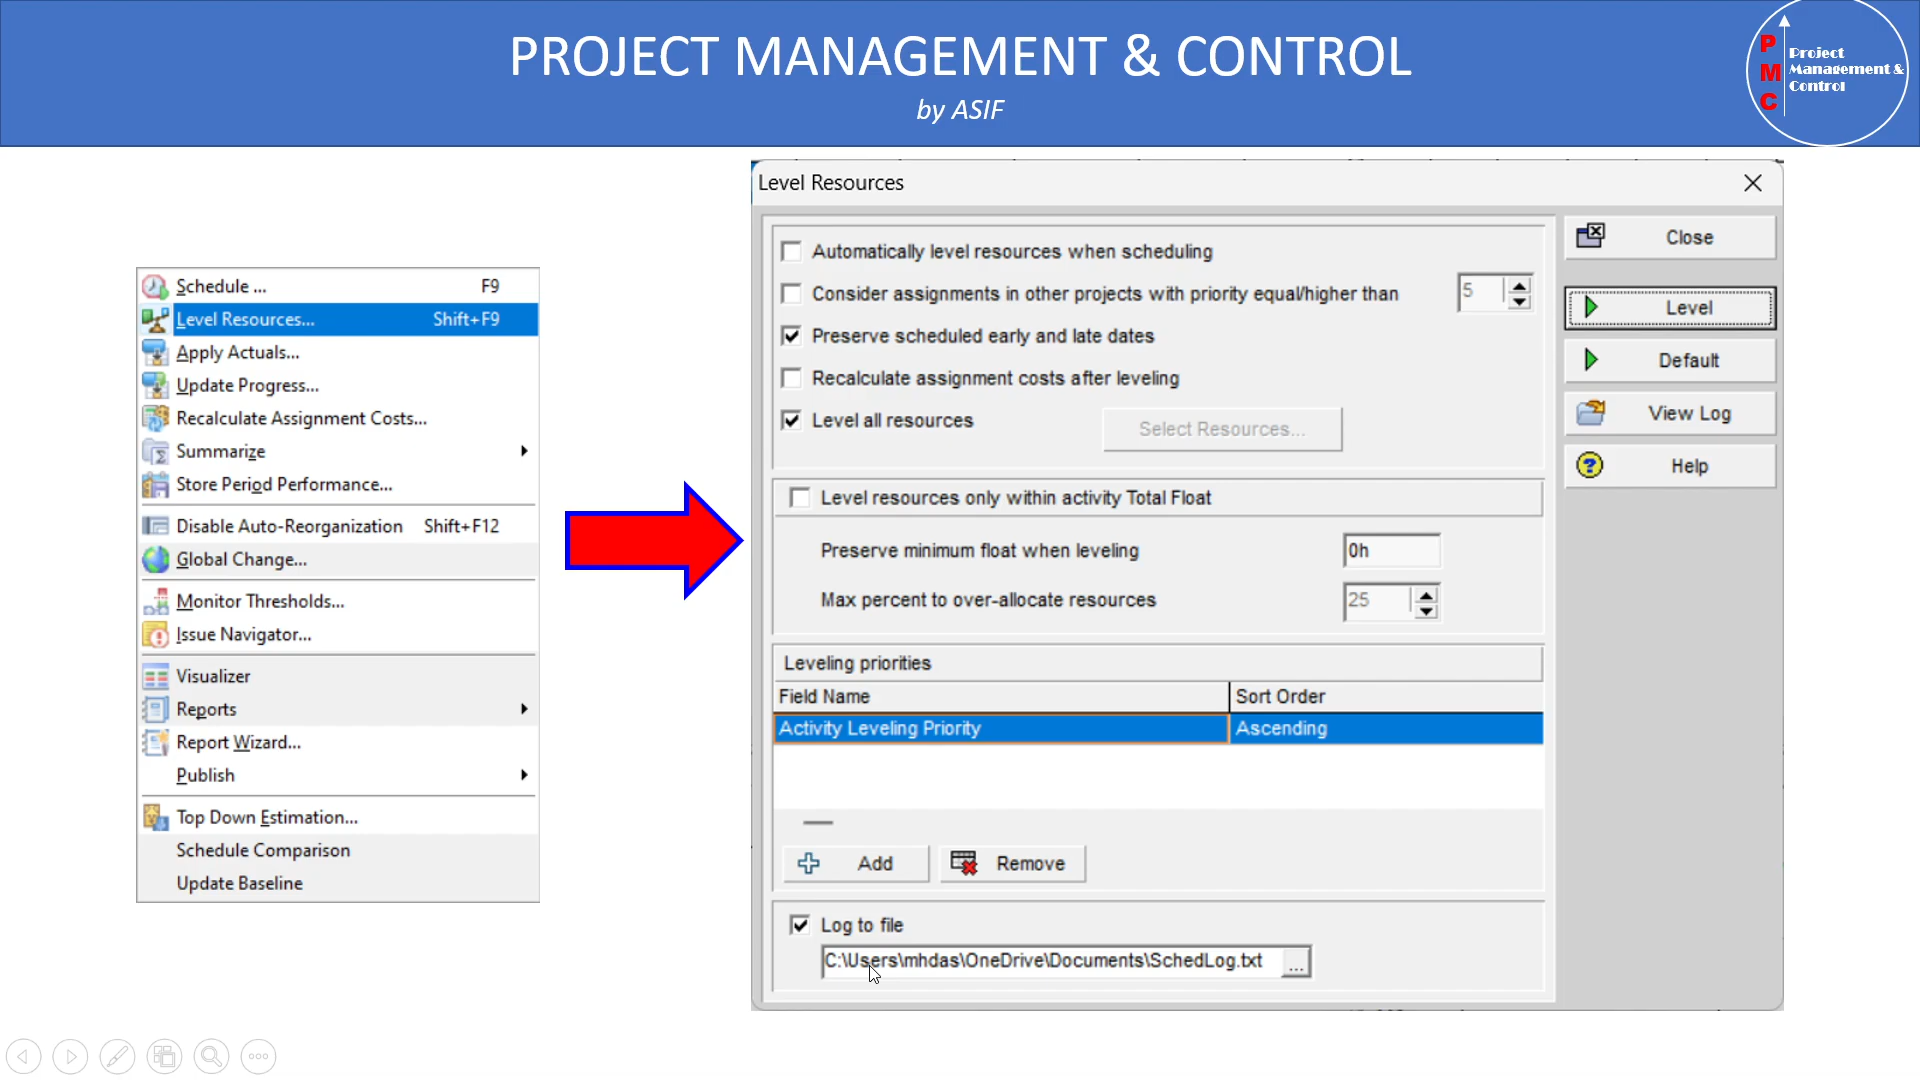 PROJECT MANAGEMENT & CONTROL
by ASIF
P
M
C
Project
Management &
Control
Schedule ... F9
Level Resources... Shift+F9
Apply Actuals...
Update Progress...
Recalculate Assignment Costs...
Summarize
Store Period Performance...
Disable Auto-Reorganization Shift+F12
Global Change...
Monitor Thresholds...
Issue Navigator...
Visualizer
Reports
Report Wizard...
Publish
Top Down Estimation...
Schedule Comparison
Update Baseline
Level Resources
Automatically level resources when scheduling
Consider assignments in other projects with priority equal/higher than 5
Preserve scheduled early and late dates
Recalculate assignment costs after leveling
Level all resources Select Resources...
Level resources only within activity Total Float
Preserve minimum float when leveling 0h
Max percent to over-allocate resources 25
Leveling priorities
Field Name Sort Order
Activity Leveling Priority Ascending
Add Remove
Log to file
C:\Users\mhdas\OneDrive\Documents\SchedLog.txt ...
Close
Level
Default
View Log
Help